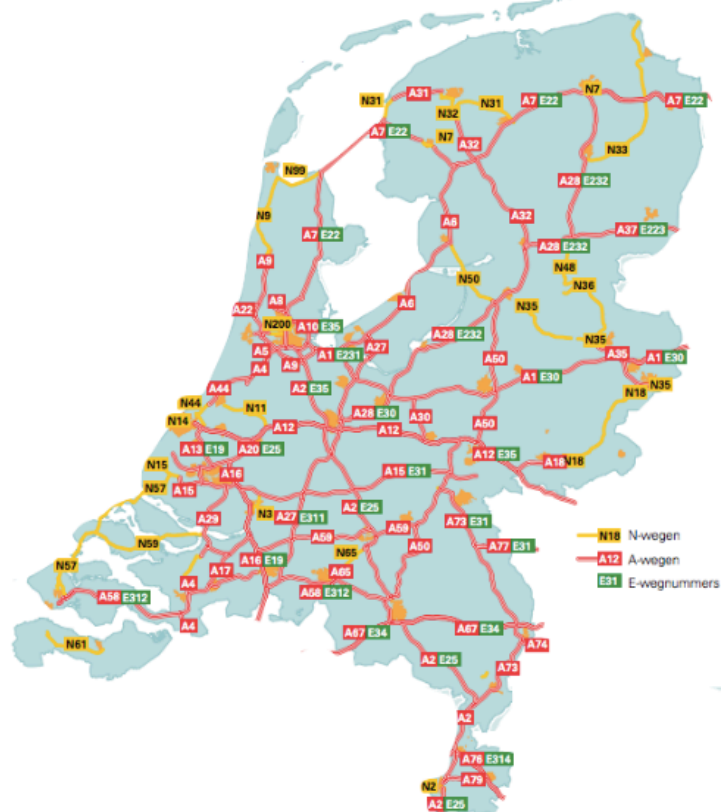 A31
N31
N31
N32
A7 E22
N7
A7 E22
A7 E22
N7
A32
N33
N99
A28 E232
N9
A6
A32
A7 E22
A28 E232
A37 E223
A9
N48
N50
N36
A8
A6
N35
A22
N200
A10 E35
A28 E232
N35
A5
A1 E231
A27
A35
A1 E30
A4
A9
A50
A1 E30
A44
A2 E35
N18
N35
N44
N11
A28 E30
A30
N14
A12
A12
A50
A13 E19
A20 E25
A12 E35
A18
N18
N15
A16
A15 E31
N57
A15
N3
A2 E25
A29
A27 E311
A59
A73 E31
N59
A59
A50
A77 E31
N65
A16 E19
N57
A17
A65
A4
A58 E312
A58 E312
A4
A67 E34
A67 E34
N61
A74
A2 E25
A73
A2
A76 E314
A79
N2
A2 E25
N18 N-wegen
A12 A-wegen
E31 E-wegnummers